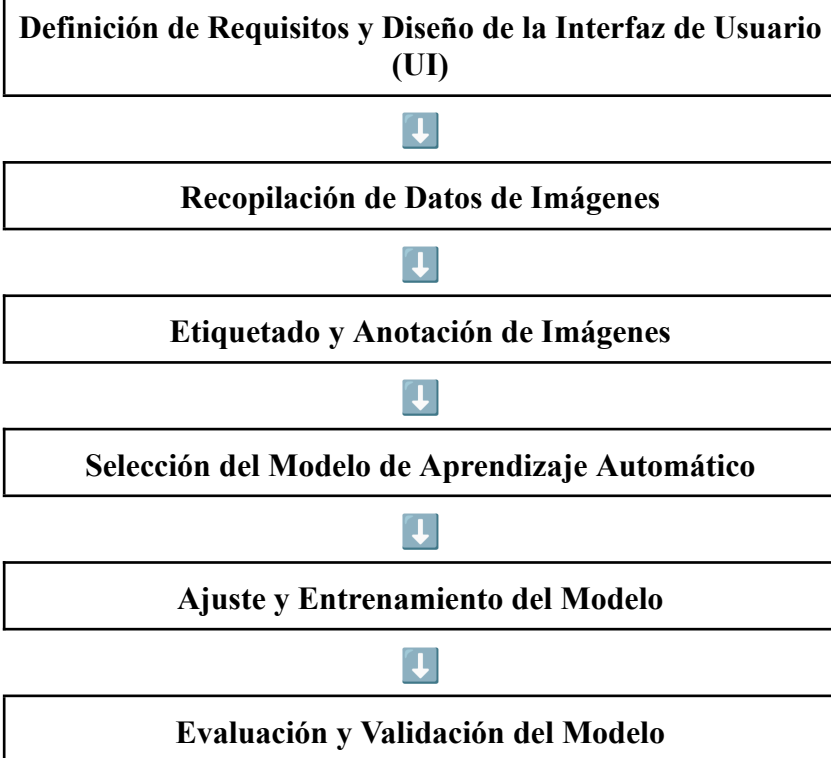 Definición de Requisitos y Diseño de la Interfaz de Usuario
(UI)
Recopilación de Datos de Imágenes
Etiquetado y Anotación de Imágenes
Selección del Modelo de Aprendizaje Automático
Ajuste y Entrenamiento del Modelo
Evaluación y Validación del Modelo